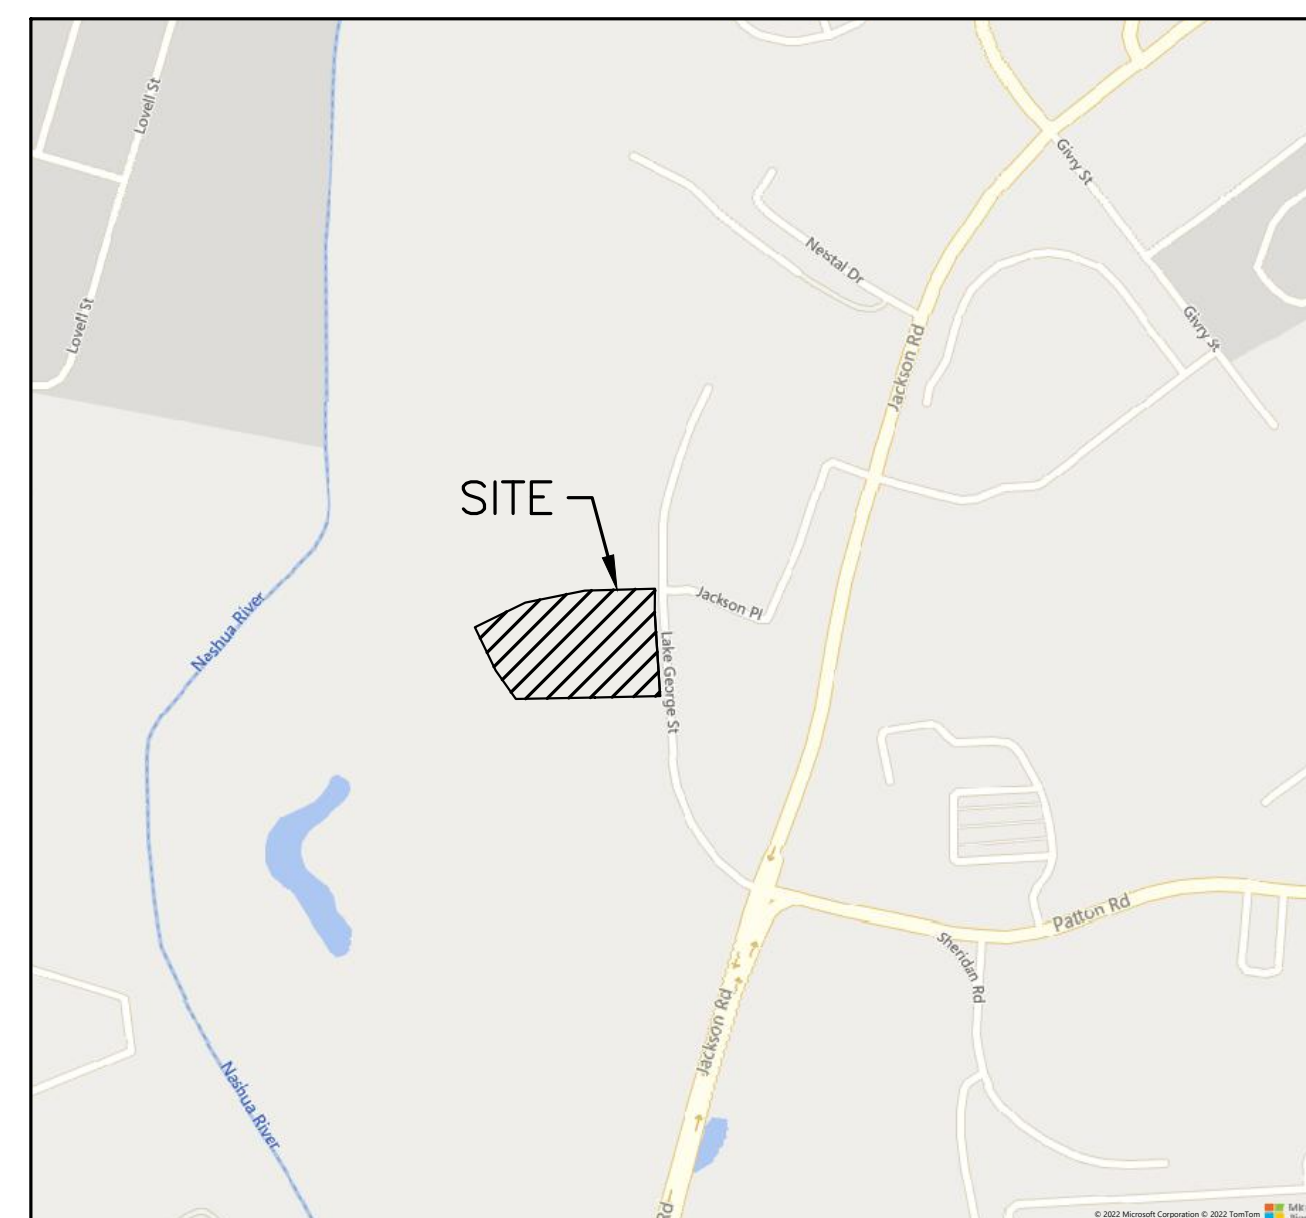 Lovell St
Givry St
Neistal Dr
Lovell St
Givry St
Jackson Rd
SITE
Jackson Pl
Nashua River
Lake George St
Patton Rd
Sheridan Rd
Jackson Rd
Nashua River
Rd
© 2022 Microsoft Corporation © 2022 TomTom